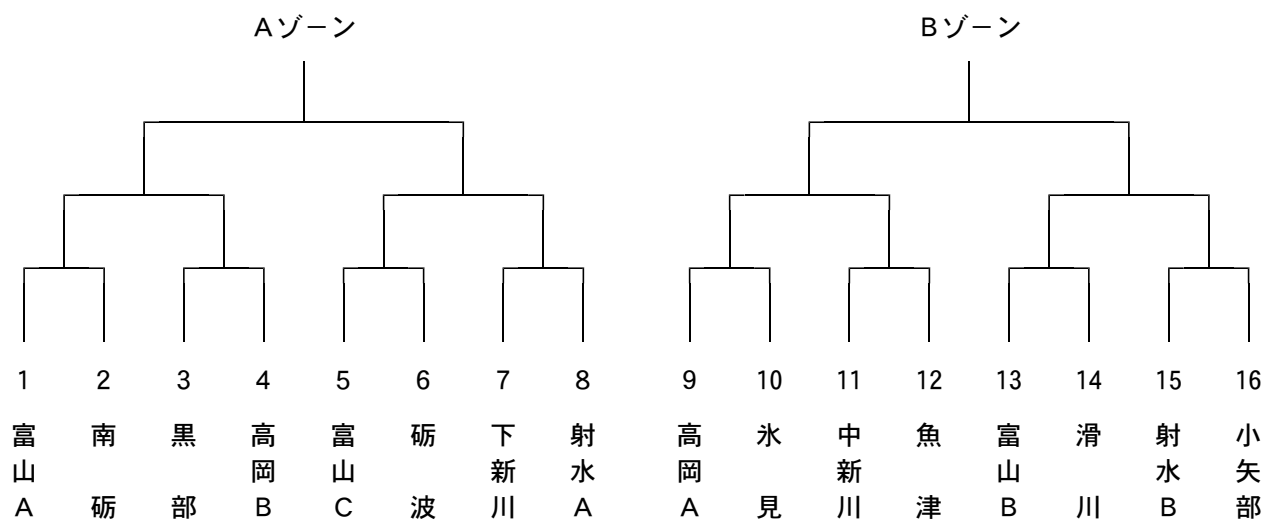 Aゾーン
Bゾーン
1 2 3 4 5 6 7 8 9 10 11 12 13 14 15 16
富山A
南砺
黒部
高岡B
富山C
砺波
下新川
射水A
高岡A
氷見
中新川
魚津
富山B
滑川
射水B
小矢部